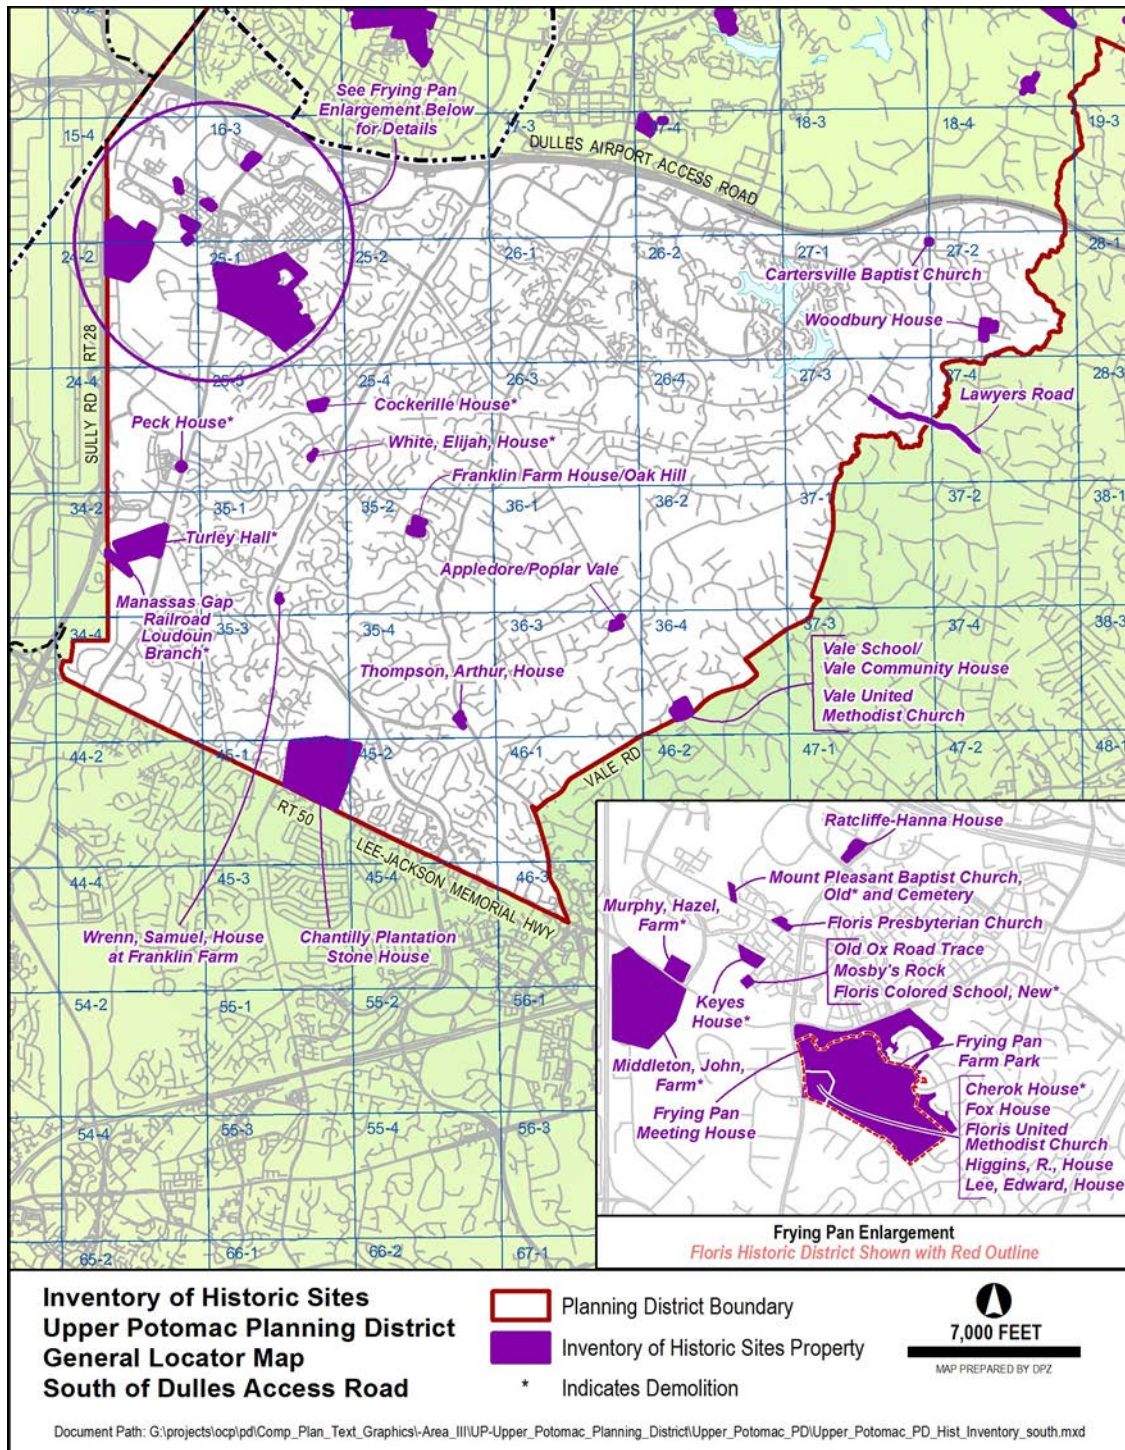 15-2
See Frying Pan
Enlargement Below
for Details
15-4
16-3
17-3
17-4
18-3
18-4
19-3
DULLES AIRPORT ACCESS ROAD
24-2
25-1
25-2
26-1
26-2
27-1
27-2
28-1
Cartersville Baptist Church
Woodbury House
SULLY RD RT 28
24-4
25-3
25-4
26-3
26-4
27-3
27-4
28-3
Cockerille House*
Lawyers Road
Peck House*
White, Elijah, House*
Franklin Farm House/Oak Hill
34-2
35-1
35-2
36-1
36-2
37-1
37-2
38-1
Turley Hall*
Appledore/Poplar Vale
Manassas Gap
Railroad
Loudoun
Branch*
34-4
35-3
35-4
36-3
36-4
37-3
37-4
38-3
Vale School/
Vale Community House
Vale United
Methodist Church
Thompson, Arthur, House
44-2
45-1
45-2
46-1
46-2
47-1
47-2
48-1
VALE RD
RT 50
LEE-JACKSON MEMORIAL HWY
44-4
45-3
45-4
46-3
Wrenn, Samuel, House
at Franklin Farm
Chantilly Plantation
Stone House
54-2
55-1
55-2
56-1
54-4
55-3
55-4
56-3
65-2
66-1
66-2
67-1
Ratcliffe-Hanna House
Mount Pleasant Baptist Church,
Old* and Cemetery
Murphy, Hazel,
Farm*
Floris Presbyterian Church
Old Ox Road Trace
Mosby's Rock
Floris Colored School, New*
Keyes
House*
Middleton, John,
Farm*
Frying Pan
Farm Park
Frying Pan
Meeting House
Cherok House*
Fox House
Floris United
Methodist Church
Higgins, R., House
Lee, Edward, House
Frying Pan Enlargement
Floris Historic District Shown with Red Outline
Inventory of Historic Sites
Upper Potomac Planning District
General Locator Map
South of Dulles Access Road
Planning District Boundary
Inventory of Historic Sites Property
* Indicates Demolition
7,000 FEET
MAP PREPARED BY DPZ
Document Path: G:\projects\ocp\pd\Comp_Plan_Text_Graphics\-Area_III\UP-Upper_Potomac_Planning_District\Upper_Potomac_PD\Upper_Potomac_PD_Hist_Inventory_south.mxd